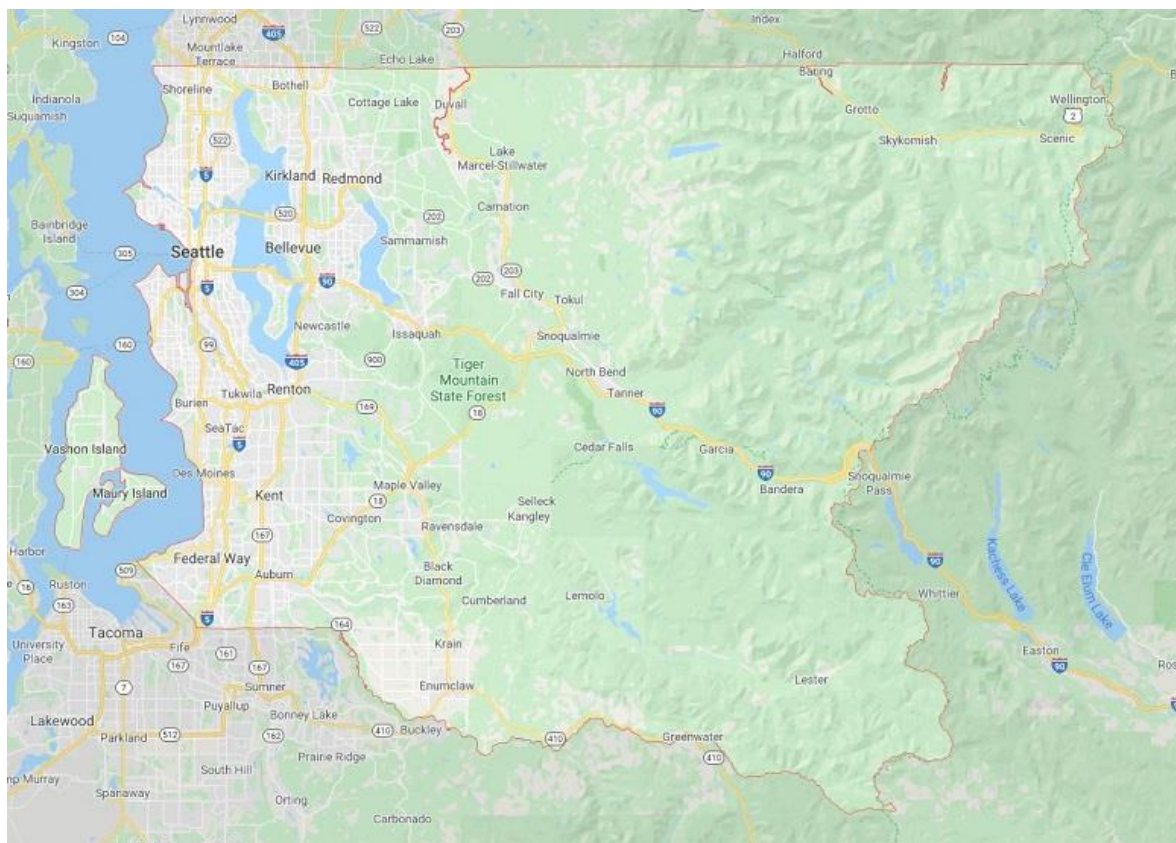 Lynnwood
Index
Kingston
104
405
522
203
Mountlake
Terrace
Echo Lake
Halford
Baring
Shoreline
Bothell
Indianola
Cottage Lake
Duvall
Wellington
Suquamish
Grotto
2
522
Skykomish
Scenic
Lake
Marcel-Stillwater
5
Kirkland
Redmond
Carnation
Bainbridge
Island
520
202
Sammamish
305
Seattle
Bellevue
90
202
203
304
5
Fall City
Tokul
Newcastle
Issaquah
Snoqualmie
160
99
160
405
900
Tiger
Mountain
State Forest
North Bend
Tanner
Renton
Tukwila
Burien
169
18
90
SeaTac
5
Vashon Island
Cedar Falls
Garcia
Des Moines
90
Snoqualmie
Pass
Maury Island
Kent
Maple Valley
Bandera
18
Selleck
Kangley
Covington
Ravensdale
167
Harbor
Federal Way
90
Kachess Lake
Cle Elum Lake
509
Auburn
Black
Diamond
16
Ruston
Whittier
163
Cumberland
Lemolo
5
164
Tacoma
University
Place
Fife
161
Krain
167
167
Easton
90
Ros
7
Sumner
Enumclaw
Lester
Lakewood
Puyallup
Bonney Lake
Parkland
512
162
410
Buckley
410
Greenwater
410
Prairie Ridge
mp Murray
South Hill
Spanaway
Orting
Carbonado